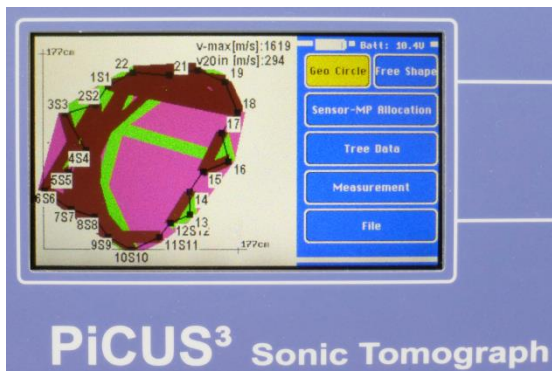 v-max[m/s]:1619
v20in [m/s]:294
Batt: 10.4V
177cm
22
21
19
1S1
2S2
18
3S3
17
4S4
16
5S5
15
6S6
14
7S7
13
8S8
12S12
9S9
11S11
10S10
177cm
Geo Circle
Free Shape
Sensor-MP Allocation
Tree Data
Measurement
File
PiCUS³ Sonic Tomograph